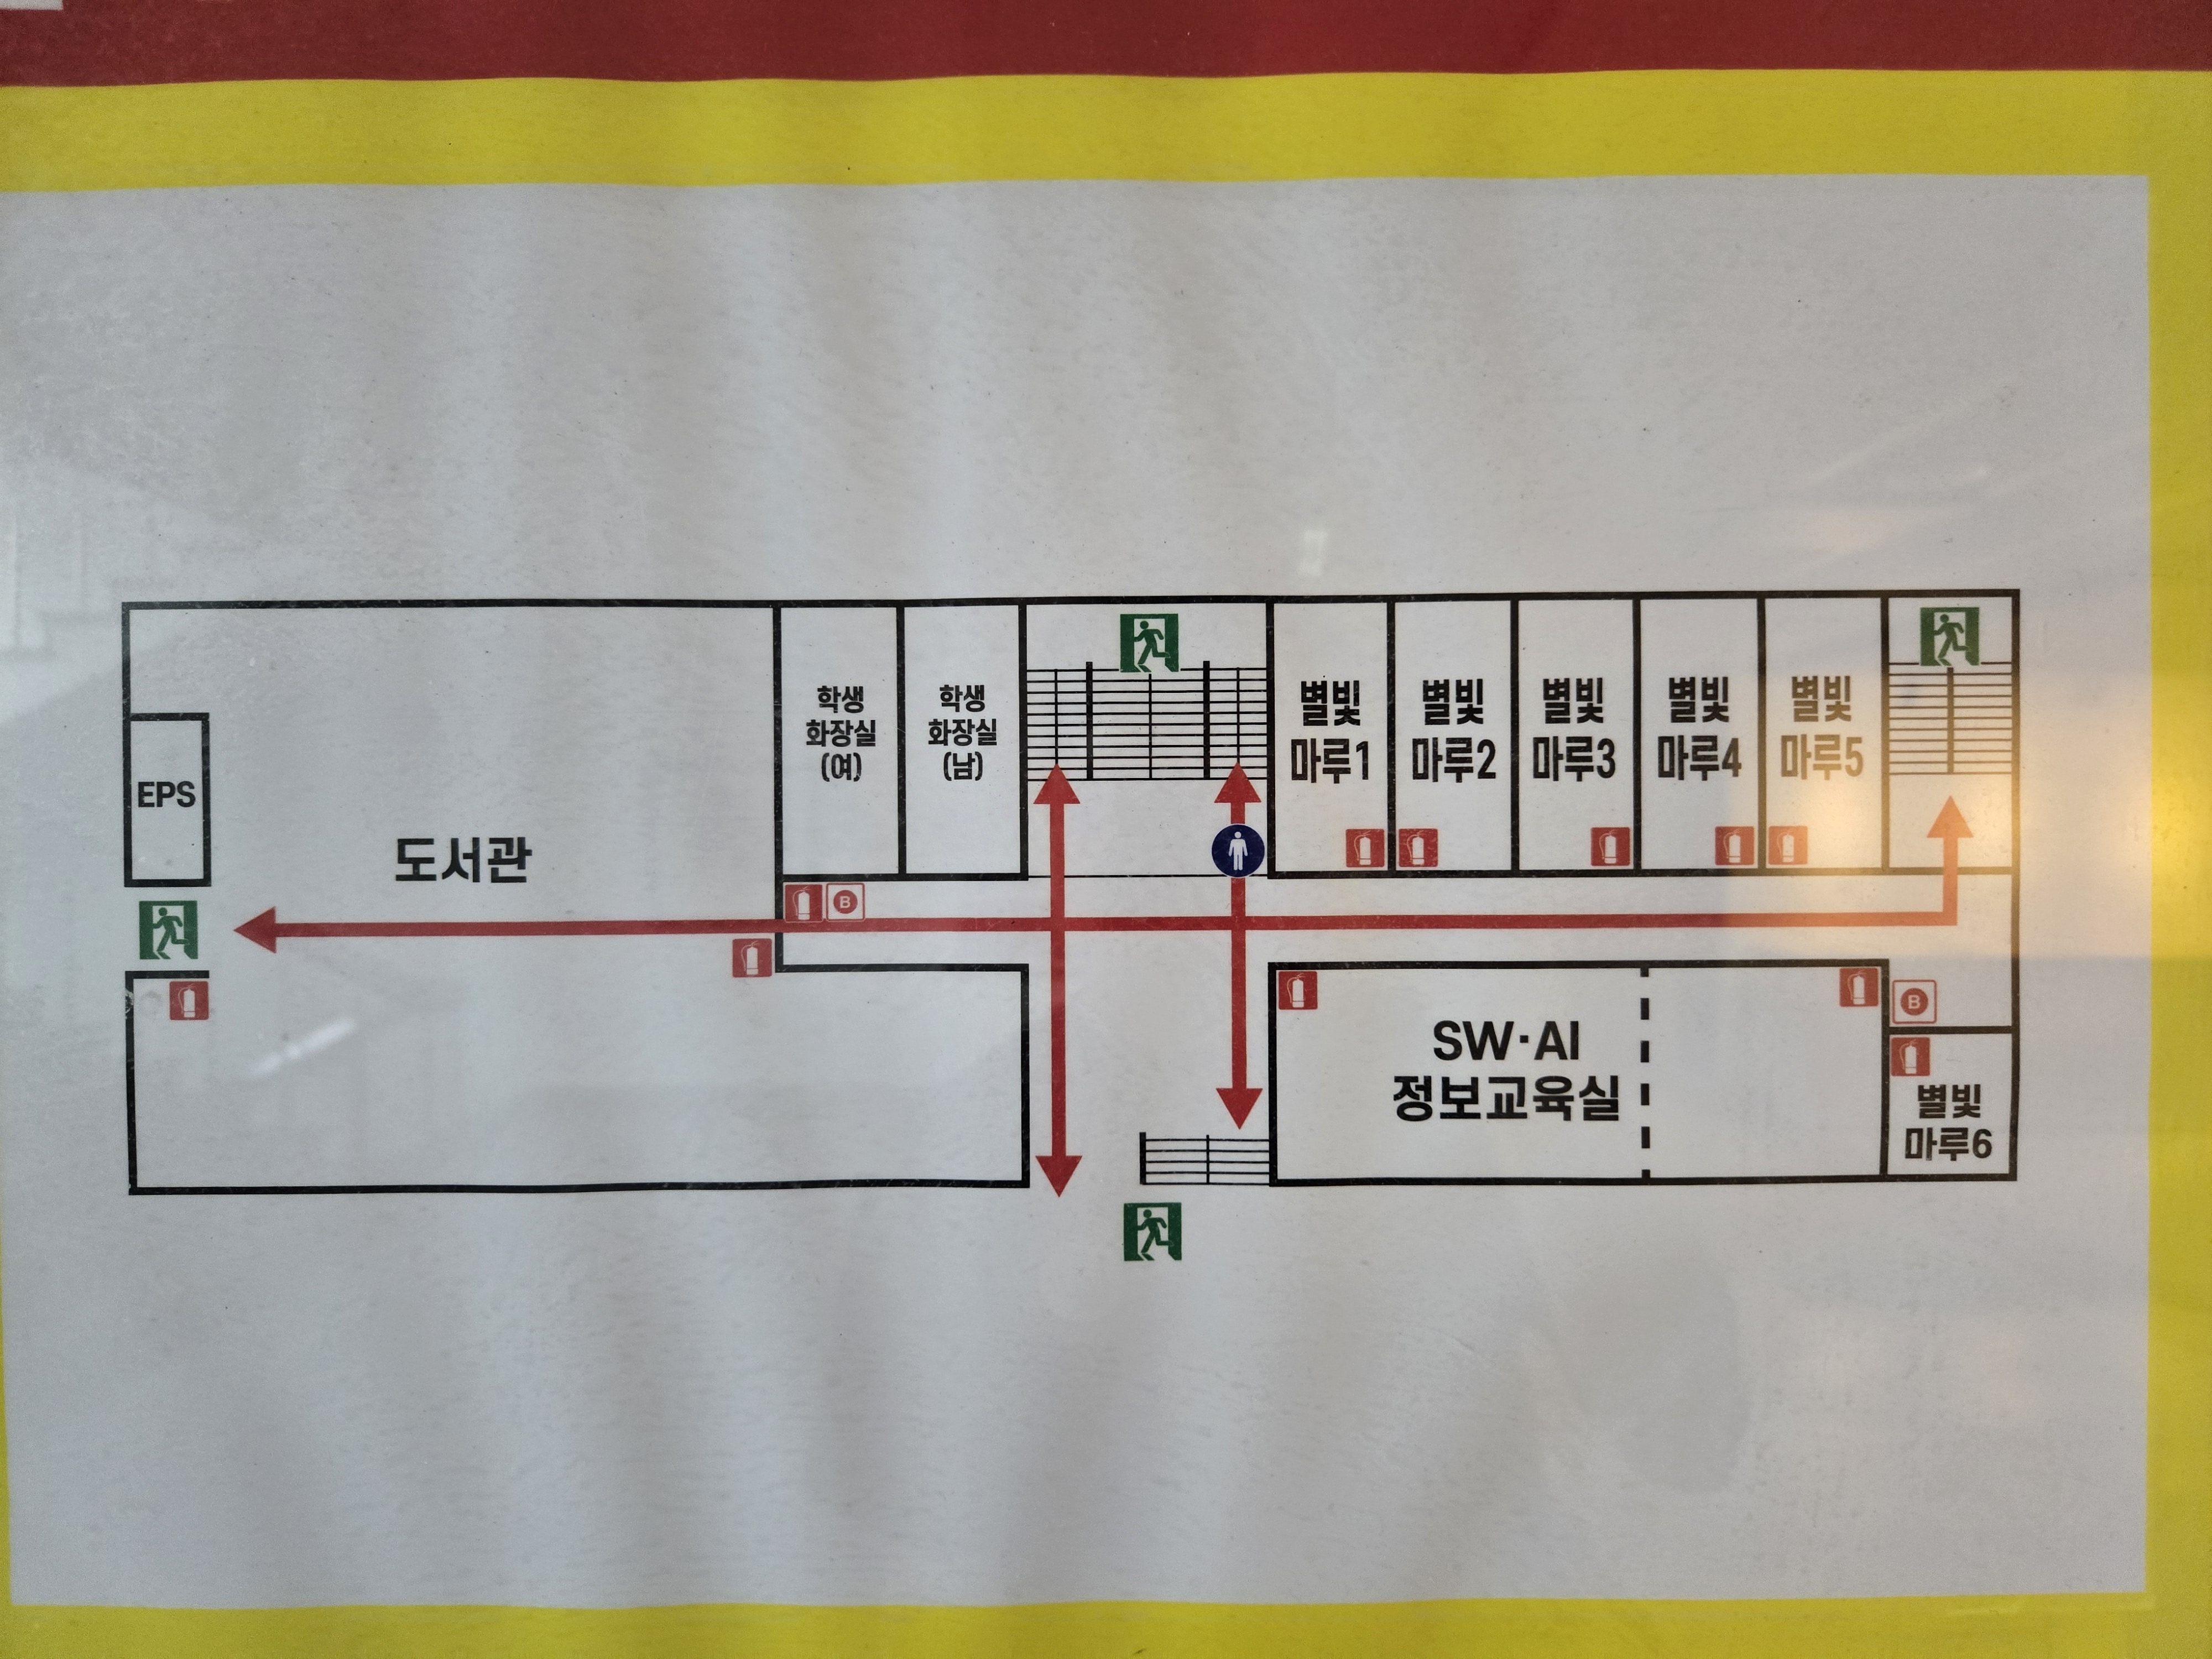 EPS
도서관
학생
화장실
(여)
학생
화장실
(남)
별빛
마루1
별빛
마루2
별빛
마루3
별빛
마루4
별빛
마루5
B
SW·AI
정보교육실
B
별빛
마루6